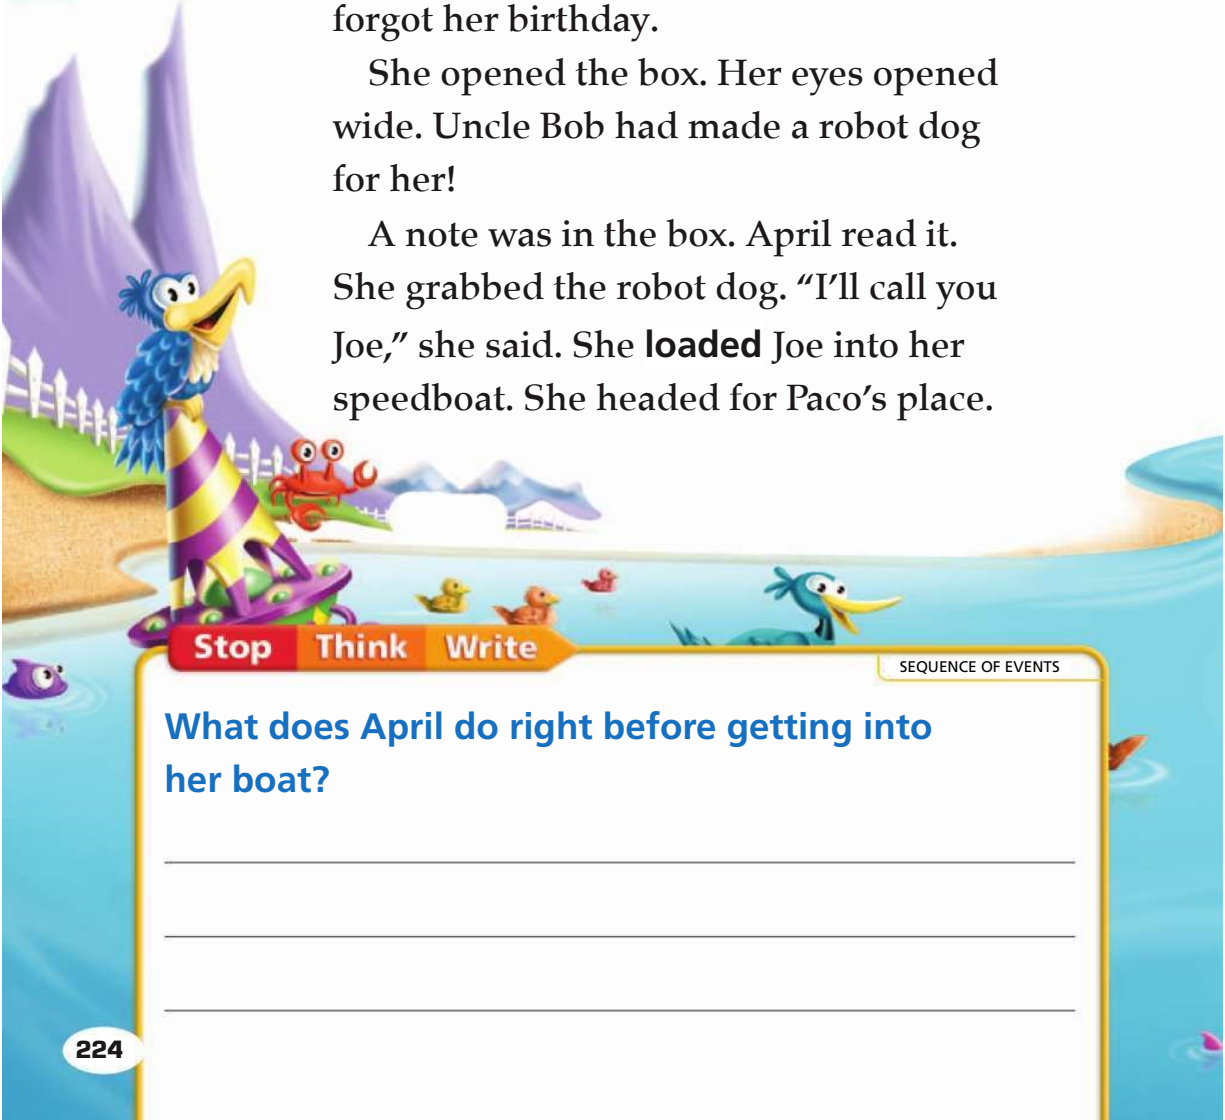 forgot her birthday.
She opened the box. Her eyes opened
wide. Uncle Bob had made a robot dog
for her!
A note was in the box. April read it.
She grabbed the robot dog. “I’ll call you
Joe,” she said. She loaded Joe into her
speedboat. She headed for Paco’s place.
Stop Think Write
SEQUENCE OF EVENTS
What does April do right before getting into
her boat?
224